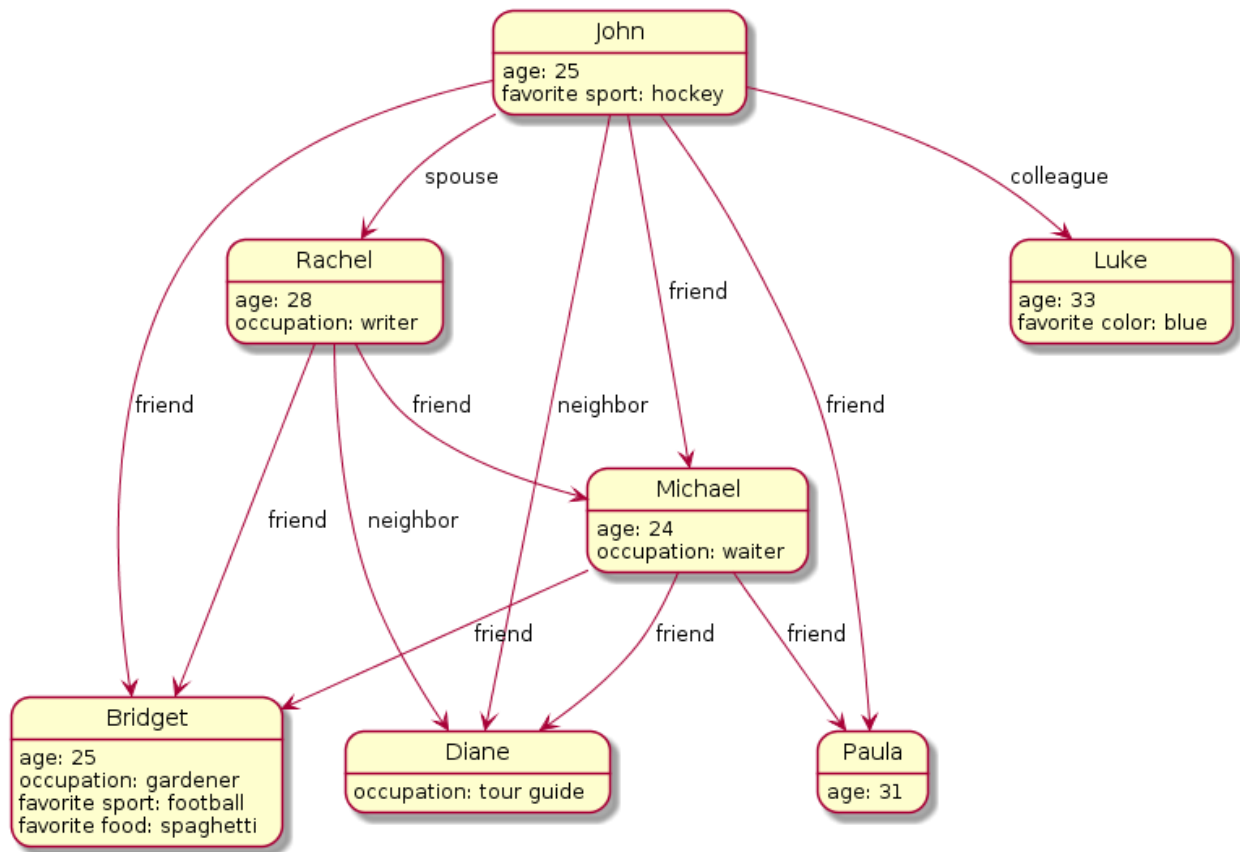 John
age: 25
favorite sport: hockey
spouse
colleague
Rachel
age: 28
occupation: writer
Luke
age: 33
favorite color: blue
friend
friend
friend
neighbor
friend
Michael
age: 24
occupation: waiter
friend
neighbor
friend
friend
friend
Bridget
age: 25
occupation: gardener
favorite sport: football
favorite food: spaghetti
Diane
occupation: tour guide
Paula
age: 31